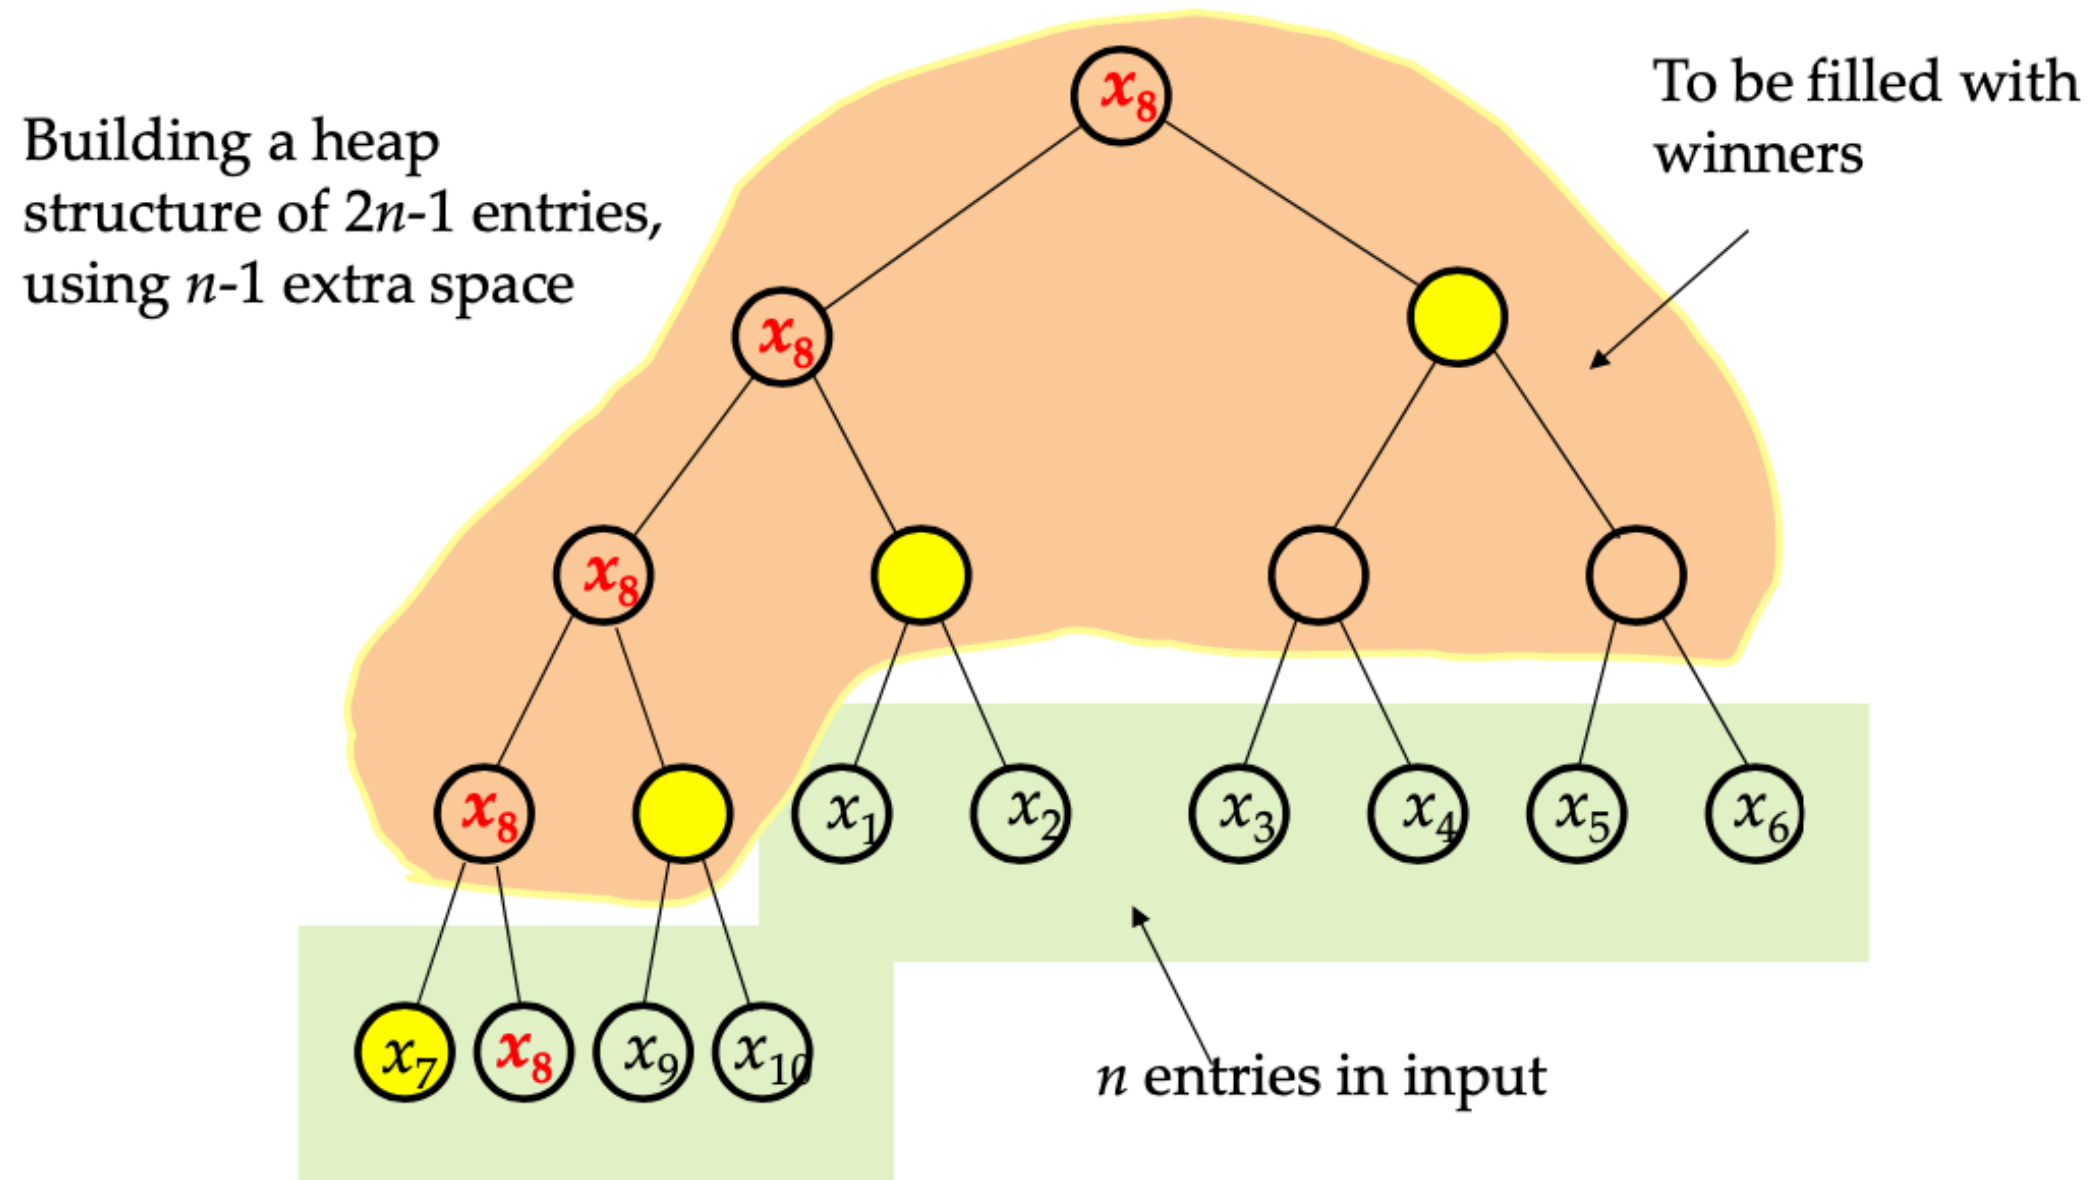 Building a heap
structure of 2n-1 entries,
using n-1 extra space
To be filled with
winners
x8
x8
x8
x8
x1
x2
x3
x4
x5
x6
x7
x8
x9
x10
n entries in input